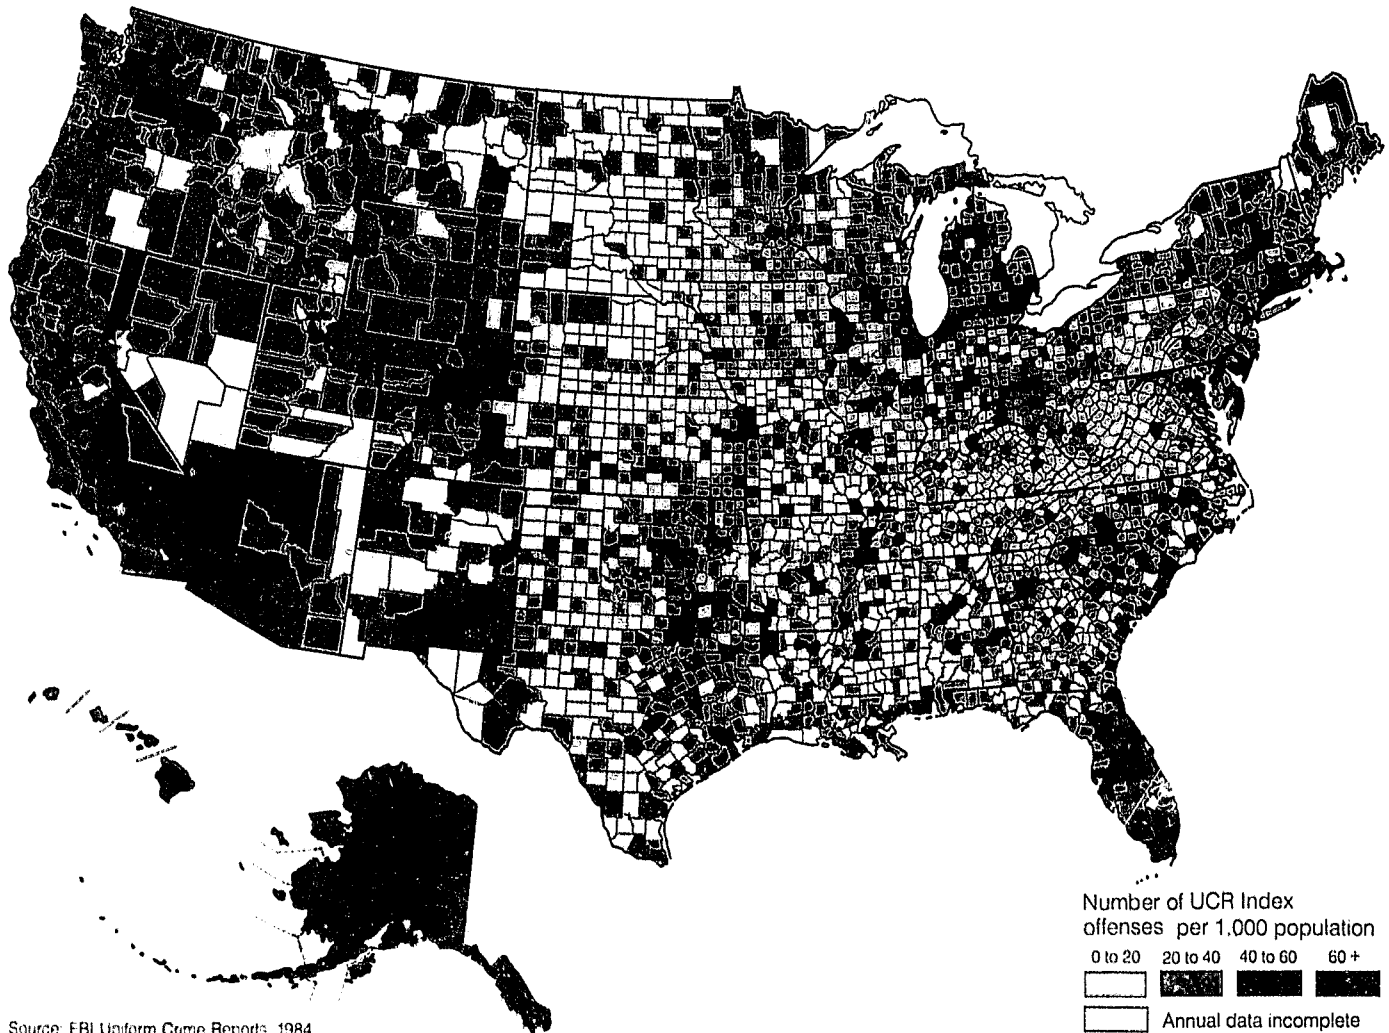 Number of UCR Index
offenses per 1,000 population
0 to 20 20 to 40 40 to 60 60 +
Annual data incomplete
Source: FBI Uniform Crime Reports, 1984